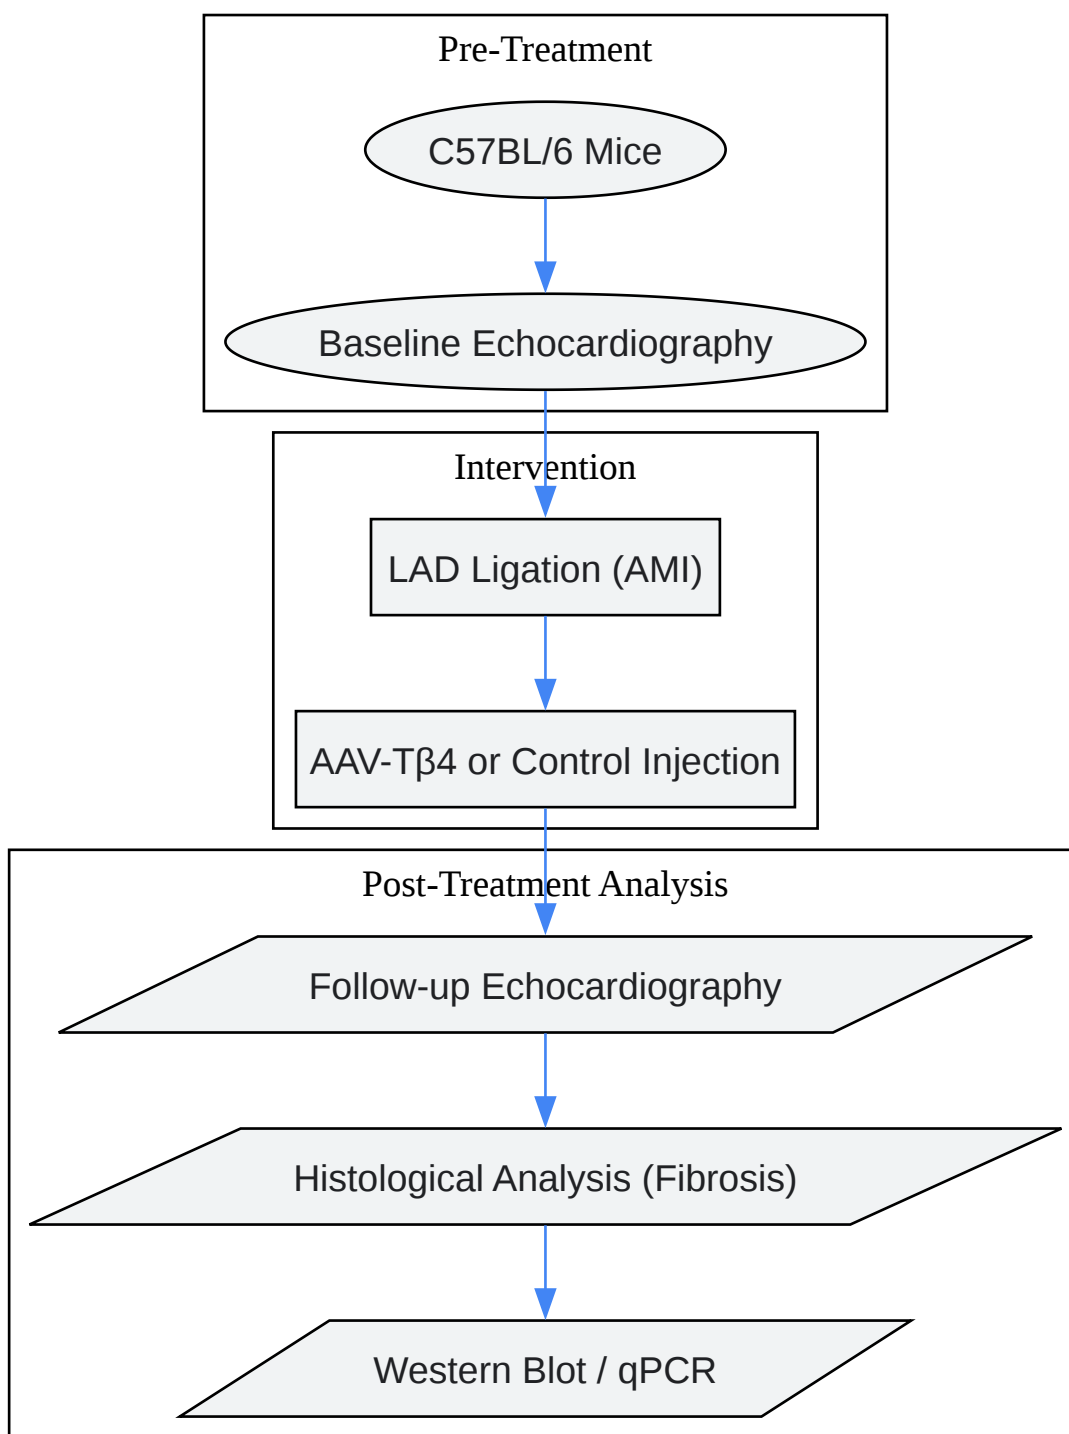 Pre-Treatment
C57BL/6 Mice
Baseline Echocardiography
Intervention
LAD Ligation (AMI)
AAV-Tβ4 or Control Injection
Post-Treatment Analysis
Follow-up Echocardiography
Histological Analysis (Fibrosis)
Western Blot / qPCR